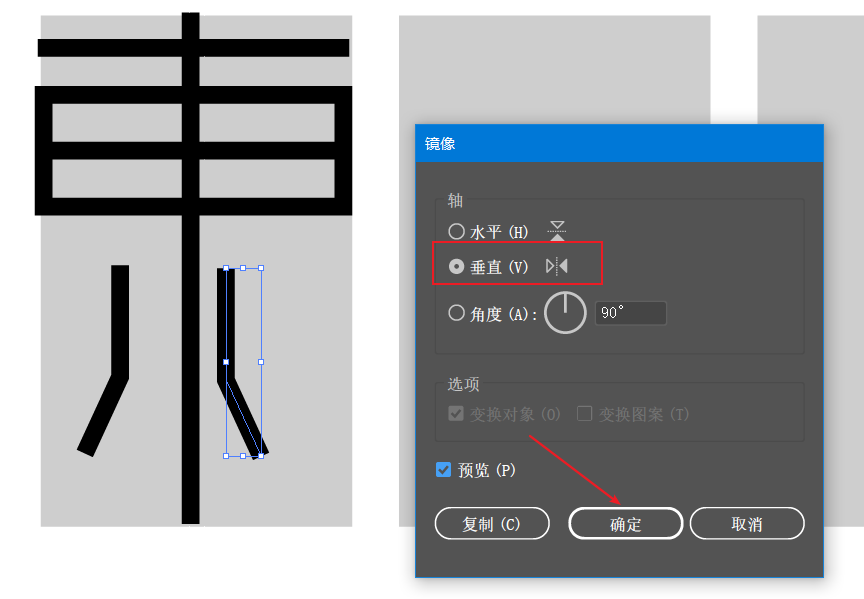 镜像
轴
水平 (H)
垂直 (V)
角度 (A): 90°
选项
变换对象 (O) 变换图案 (T)
预览 (P)
复制 (C) 确定 取消